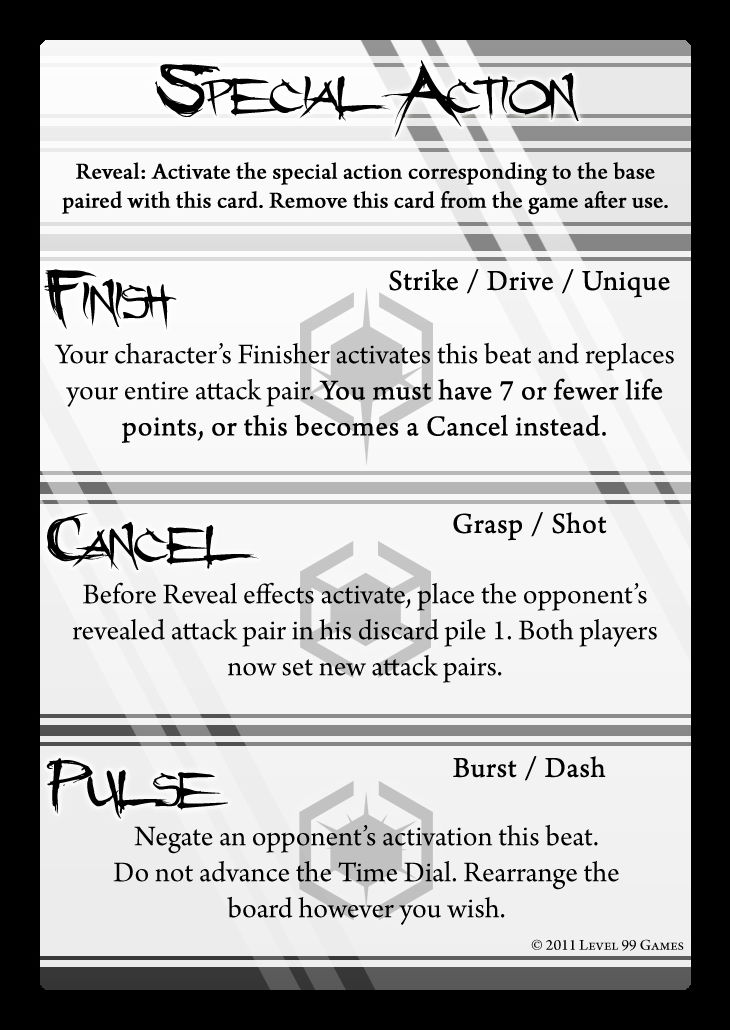 Special Action
Reveal: Activate the special action corresponding to the base
paired with this card. Remove this card from the game after use.
Finish
Strike / Drive / Unique
Your character's Finisher activates this beat and replaces
your entire attack pair. You must have 7 or fewer life
points, or this becomes a Cancel instead.
Cancel
Grasp / Shot
Before Reveal effects activate, place the opponent's
revealed attack pair in his discard pile 1. Both players
now set new attack pairs.
Pulse
Burst / Dash
Negate an opponent's activation this beat.
Do not advance the Time Dial. Rearrange the
board however you wish.
© 2011 Level 99 Games